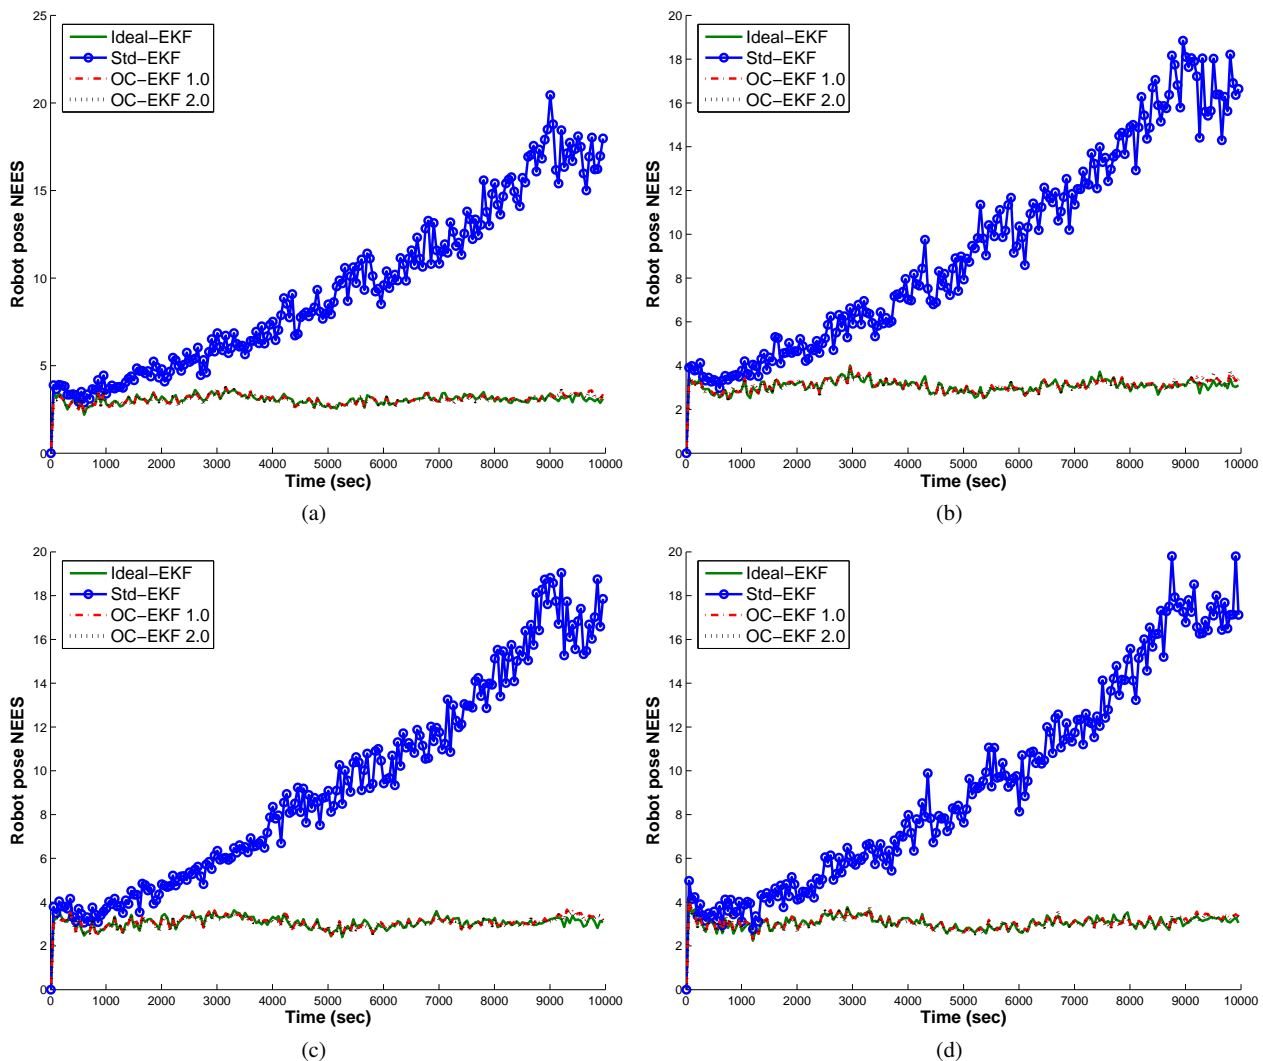 25
20
15
10
5
0
Robot pose NEES
Ideal−EKF
Std−EKF
OC−EKF 1.0
OC−EKF 2.0
0 1000 2000 3000 4000 5000 6000 7000 8000 9000 10000
Time (sec)
(a)
20
18
16
14
12
10
8
6
4
2
0
Robot pose NEES
Ideal−EKF
Std−EKF
OC−EKF 1.0
OC−EKF 2.0
0 1000 2000 3000 4000 5000 6000 7000 8000 9000 10000
Time (sec)
(b)
20
18
16
14
12
10
8
6
4
2
0
Robot pose NEES
Ideal−EKF
Std−EKF
OC−EKF 1.0
OC−EKF 2.0
0 1000 2000 3000 4000 5000 6000 7000 8000 9000 10000
Time (sec)
(c)
20
18
16
14
12
10
8
6
4
2
0
Robot pose NEES
Ideal−EKF
Std−EKF
OC−EKF 1.0
OC−EKF 2.0
0 1000 2000 3000 4000 5000 6000 7000 8000 9000 10000
Time (sec)
(d)